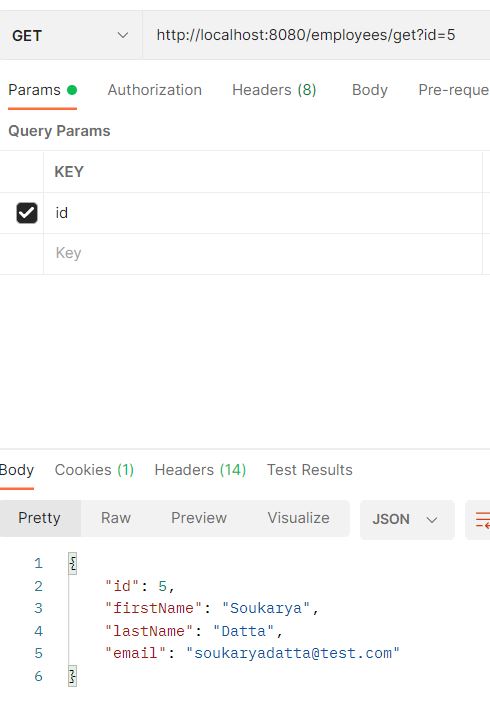 GET http://localhost:8080/employees/get?id=5
Params Authorization Headers (8) Body Pre-reque
Query Params
KEY
id
Key
Body Cookies (1) Headers (14) Test Results
Pretty Raw Preview Visualize JSON
1 {
2 "id": 5,
3 "firstName": "Soukarya",
4 "lastName": "Datta",
5 "email": "soukaryadatta@test.com"
6 }